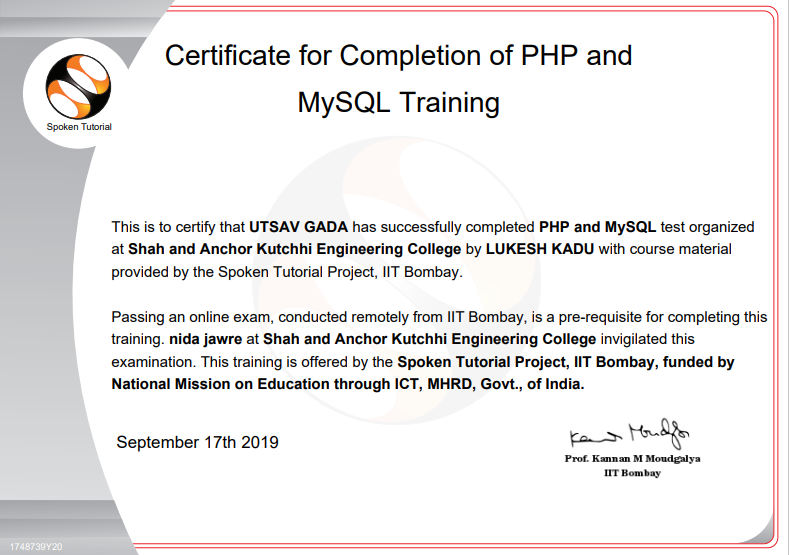 Certificate for Completion of PHP and
MySQL Training
Spoken Tutorial
This is to certify that UTSAV GADA has successfully completed PHP and MySQL test organized
at Shah and Anchor Kutchhi Engineering College by LUKESH KADU with course material
provided by the Spoken Tutorial Project, IIT Bombay.
Passing an online exam, conducted remotely from IIT Bombay, is a pre-requisite for completing this
training. nida jawre at Shah and Anchor Kutchhi Engineering College invigilated this
examination. This training is offered by the Spoken Tutorial Project, IIT Bombay, funded by
National Mission on Education through ICT, MHRD, Govt., of India.
September 17th 2019
Prof. Kannan M Moudgalya
IIT Bombay
1748739Y20